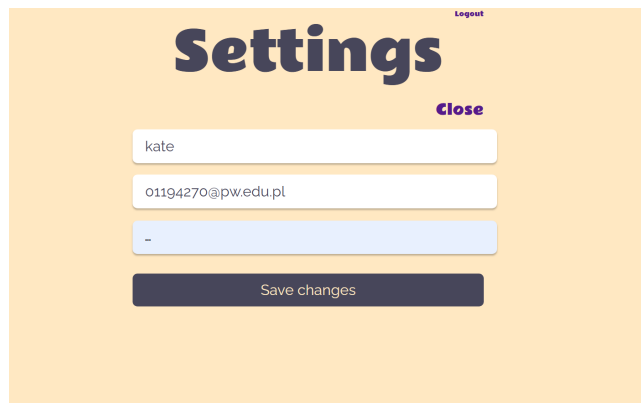 Logout
Settings
Close
kate
01194270@pw.edu.pl
–
Save changes